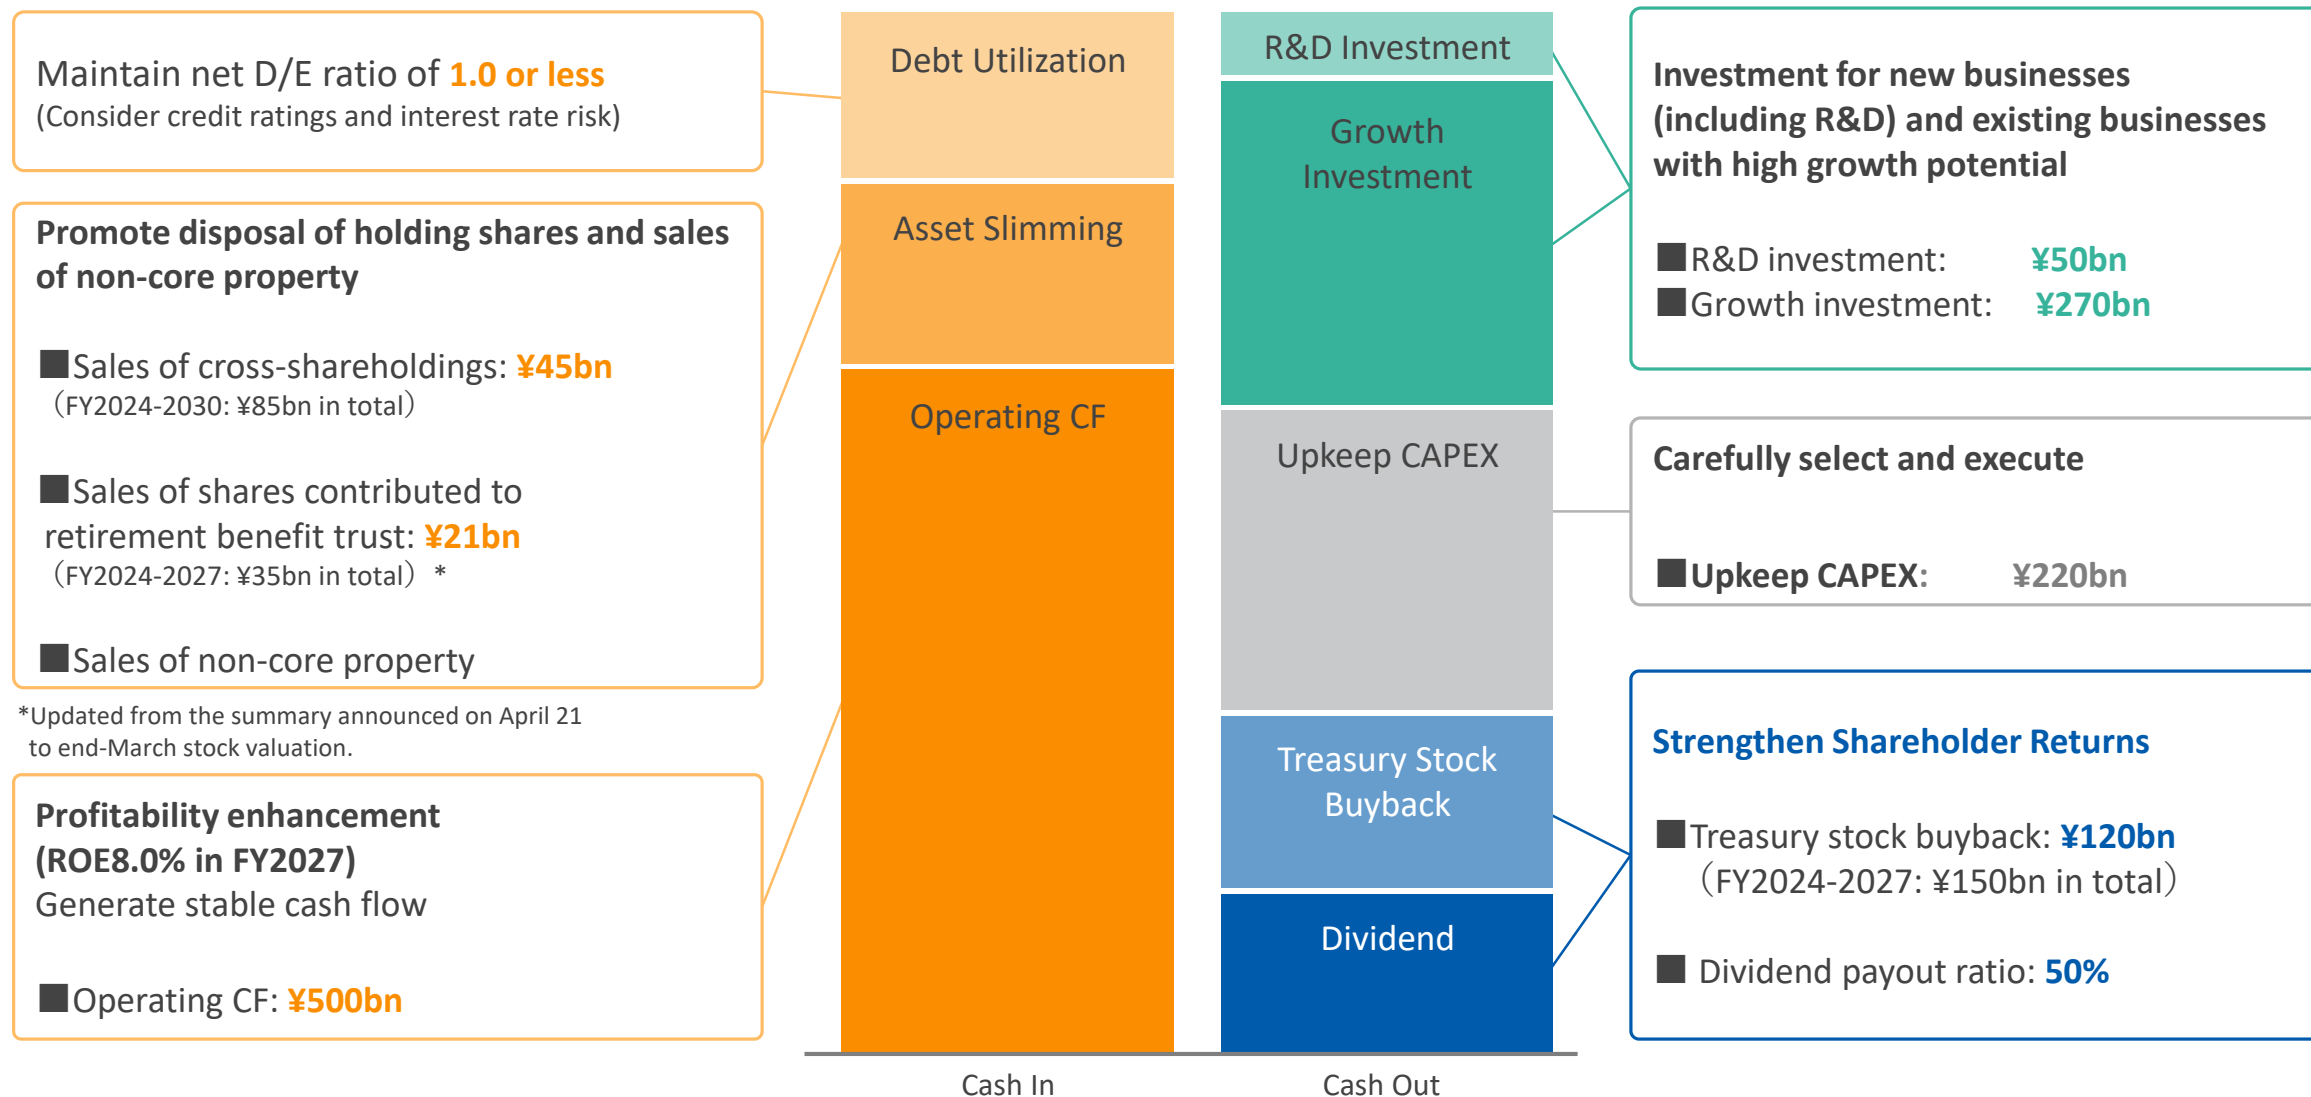 Maintain net D/E ratio of 1.0 or less
(Consider credit ratings and interest rate risk)
Promote disposal of holding shares and sales
of non-core property
■Sales of cross-shareholdings: ¥45bn
（FY2024-2030: ¥85bn in total）
■Sales of shares contributed to
retirement benefit trust: ¥21bn
（FY2024-2027: ¥35bn in total） *
■Sales of non-core property
*Updated from the summary announced on April 21
to end-March stock valuation.
Profitability enhancement
(ROE8.0% in FY2027)
Generate stable cash flow
■Operating CF: ¥500bn
Debt Utilization
Asset Slimming
Operating CF
Cash In
R&D Investment
Growth
Investment
Upkeep CAPEX
Treasury Stock
Buyback
Dividend
Cash Out
Investment for new businesses
(including R&D) and existing businesses
with high growth potential
■R&D investment: ¥50bn
■Growth investment: ¥270bn
Carefully select and execute
■Upkeep CAPEX: ¥220bn
Strengthen Shareholder Returns
■Treasury stock buyback: ¥120bn
（FY2024-2027: ¥150bn in total）
■ Dividend payout ratio: 50%